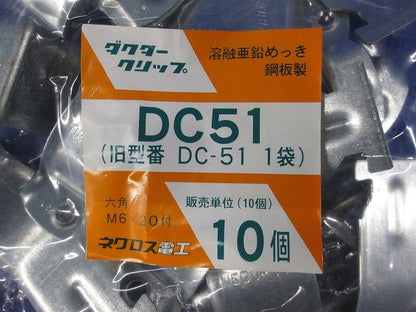 ダクター
クリップ
溶融亜鉛めっき
鋼板製
DC51
(旧型番 DC-51 1袋)
六角
M6×20付
販売単位(10個)
ネグロス電工
10個